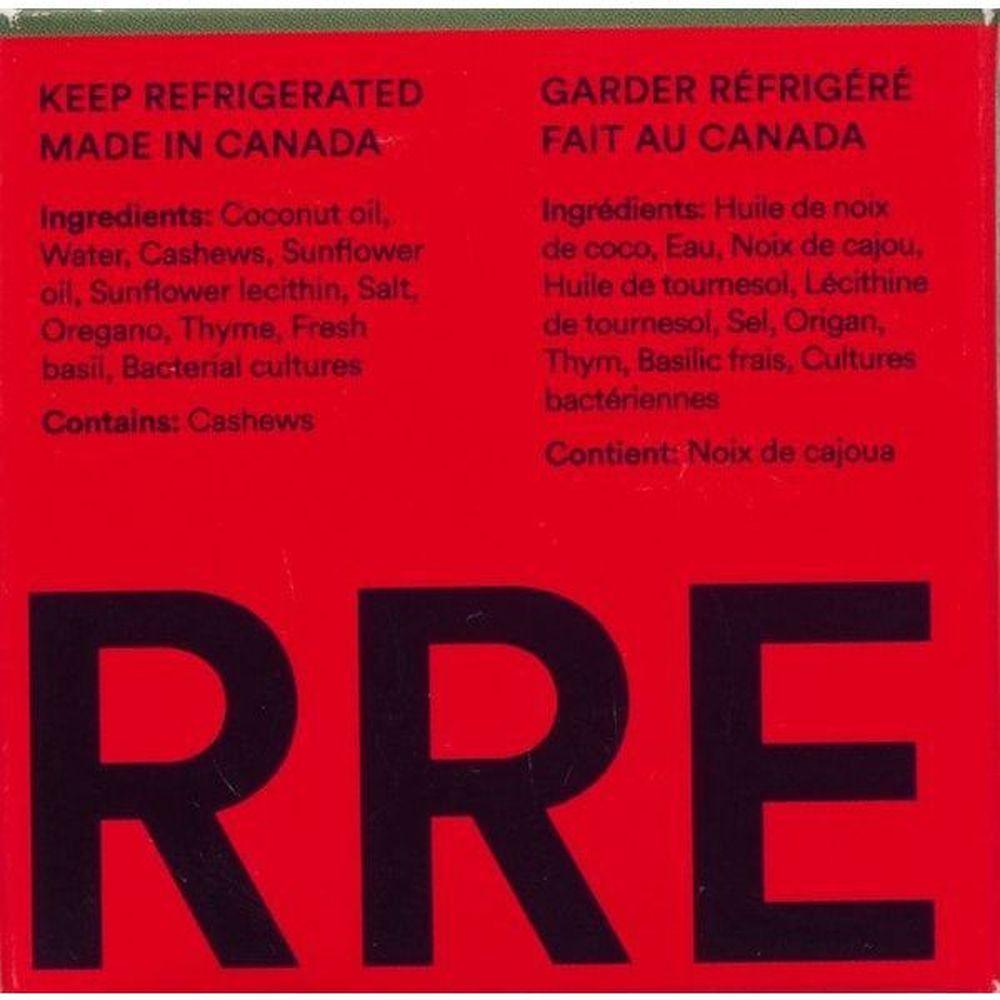 KEEP REFRIGERATED
MADE IN CANADA
Ingredients: Coconut oil,
Water, Cashews, Sunflower
oil, Sunflower lecithin, Salt,
Oregano, Thyme, Fresh
basil, Bacterial cultures
Contains: Cashews
GARDER RÉFRIGÉRÉ
FAIT AU CANADA
Ingrédients: Huile de noix
de coco, Eau, Noix de cajou,
Huile de tournesol, Lécithine
de tournesol, Sel, Origan,
Thym, Basilic frais, Cultures
bactériennes
Contient: Noix de cajoua
RRE